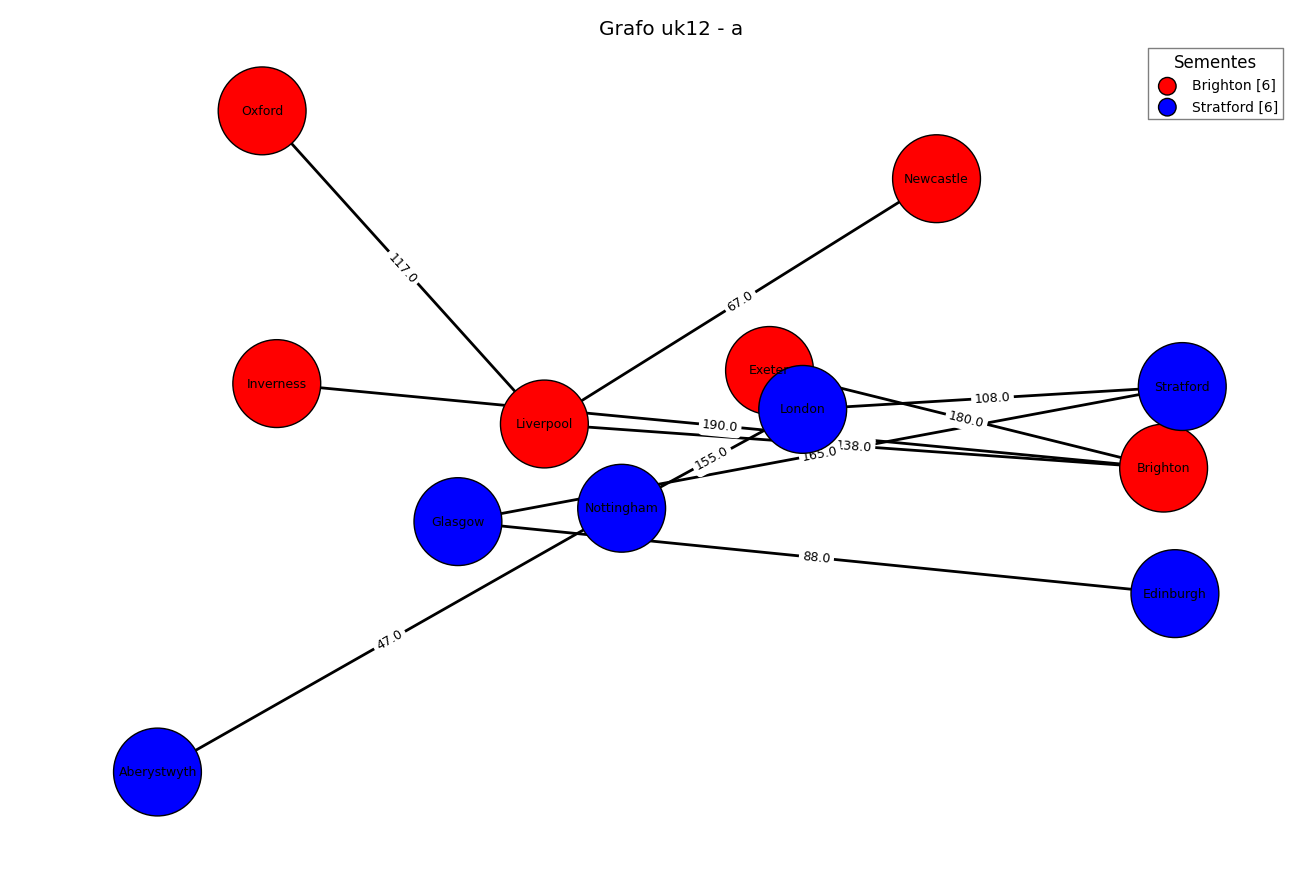 Grafo uk12 - a
Sementes
Brighton [6]
Stratford [6]
Oxford
Newcastle
117.0
67.0
Exeter
Inverness
Stratford
108.0
London
180.0
Liverpool
190.0
138.0
165.0
155.0
Brighton
Nottingham
Glasgow
88.0
Edinburgh
47.0
Aberystwyth